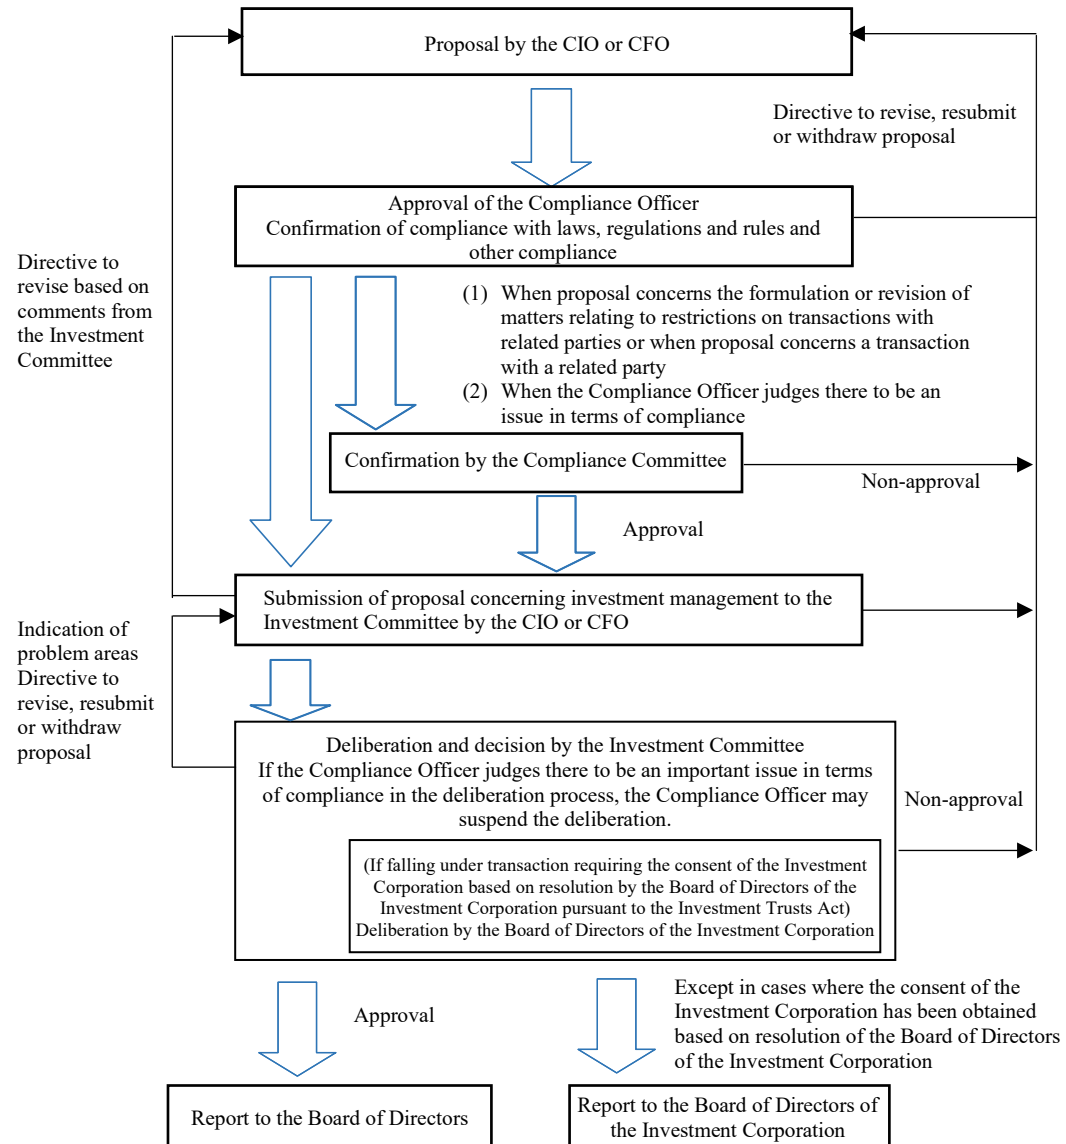 Proposal by the CIO or CFO
Directive to revise, resubmit
or withdraw proposal
Approval of the Compliance Officer
Confirmation of compliance with laws, regulations and rules and
other compliance
Directive to
revise based on
comments from
the Investment
Committee
(1) When proposal concerns the formulation or revision of
matters relating to restrictions on transactions with
related parties or when proposal concerns a transaction
with a related party
(2) When the Compliance Officer judges there to be an
issue in terms of compliance
Confirmation by the Compliance Committee
Non-approval
Approval
Submission of proposal concerning investment management to the
Investment Committee by the CIO or CFO
Indication of
problem areas
Directive to
revise, resubmit
or withdraw
proposal
Deliberation and decision by the Investment Committee
If the Compliance Officer judges there to be an important issue in terms
of compliance in the deliberation process, the Compliance Officer may
suspend the deliberation.
Non-approval
(If falling under transaction requiring the consent of the Investment
Corporation based on resolution by the Board of Directors of the
Investment Corporation pursuant to the Investment Trusts Act)
Deliberation by the Board of Directors of the Investment Corporation
Approval
Except in cases where the consent of the
Investment Corporation has been obtained
based on resolution of the Board of Directors
of the Investment Corporation
Report to the Board of Directors
Report to the Board of Directors of
the Investment Corporation